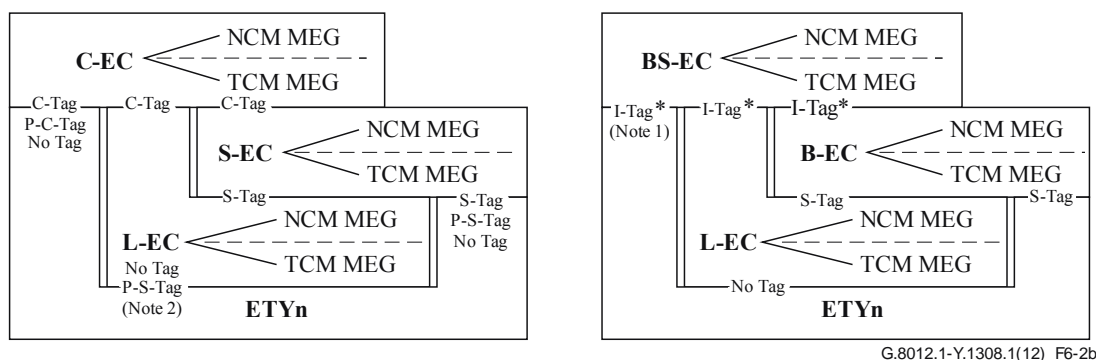 NCM MEG
C-EC
TCM MEG
C-Tag
C-Tag
C-Tag
P-C-Tag
No Tag
NCM MEG
S-EC
TCM MEG
S-Tag
S-Tag
P-S-Tag
No Tag
NCM MEG
L-EC
TCM MEG
No Tag
P-S-Tag
(Note 2)
ETYn
NCM MEG
BS-EC
TCM MEG
I-Tag*
I-Tag*
I-Tag*
(Note 1)
NCM MEG
B-EC
TCM MEG
S-Tag
S-Tag
NCM MEG
L-EC
TCM MEG
No Tag
ETYn
G.8012.1-Y.1308.1(12)_F6-2b